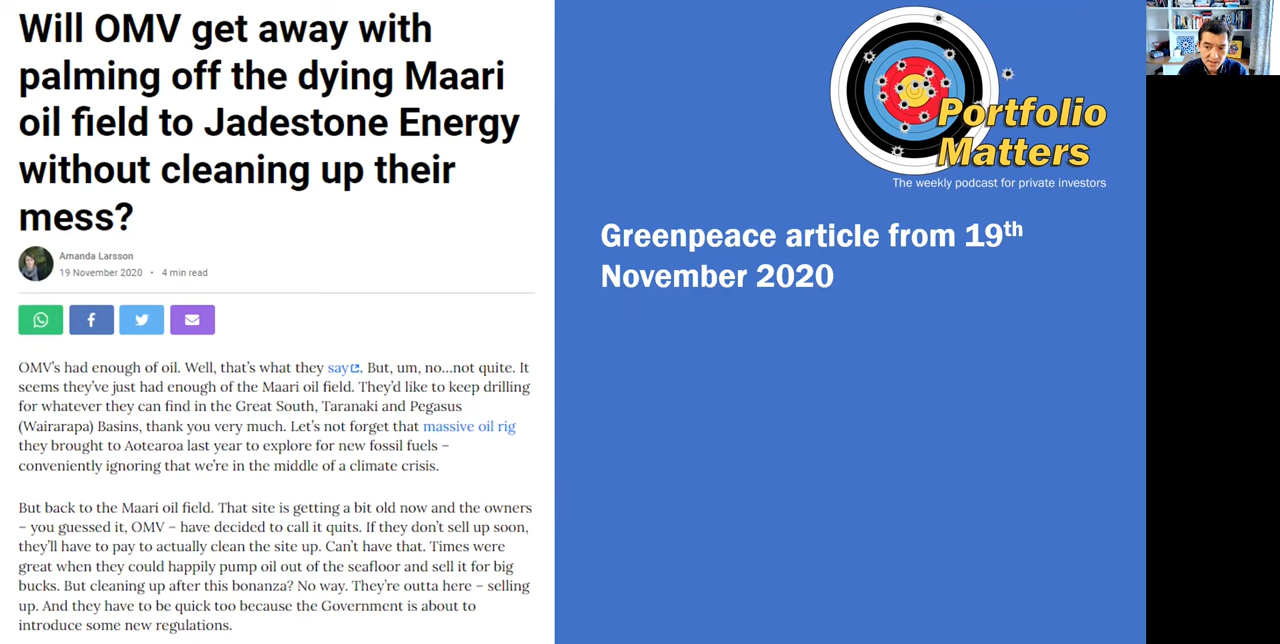 Will OMV get away with
palming off the dying Maari
oil field to Jadestone Energy
without cleaning up their
mess?
Amanda Larsson
19 November 2020 • 4 min read
OMV's had enough of oil. Well, that's what they say. But, um, no…not quite. It
seems they've just had enough of the Maari oil field. They'd like to keep drilling
for whatever they can find in the Great South, Taranaki and Pegasus
(Wairarapa) Basins, thank you very much. Let's not forget that massive oil rig
they brought to Aotearoa last year to explore for new fossil fuels –
conveniently ignoring that we're in the middle of a climate crisis.
But back to the Maari oil field. That site is getting a bit old now and the owners
– you guessed it, OMV – have decided to call it quits. If they don't sell up soon,
they'll have to pay to actually clean the site up. Can't have that. Times were
great when they could happily pump oil out of the seafloor and sell it for big
bucks. But cleaning up after this bonanza? No way. They're outta here – selling
up. And they have to be quick too because the Government is about to
introduce some new regulations.
Portfolio
Matters
The weekly podcast for private investors
Greenpeace article from 19th
November 2020